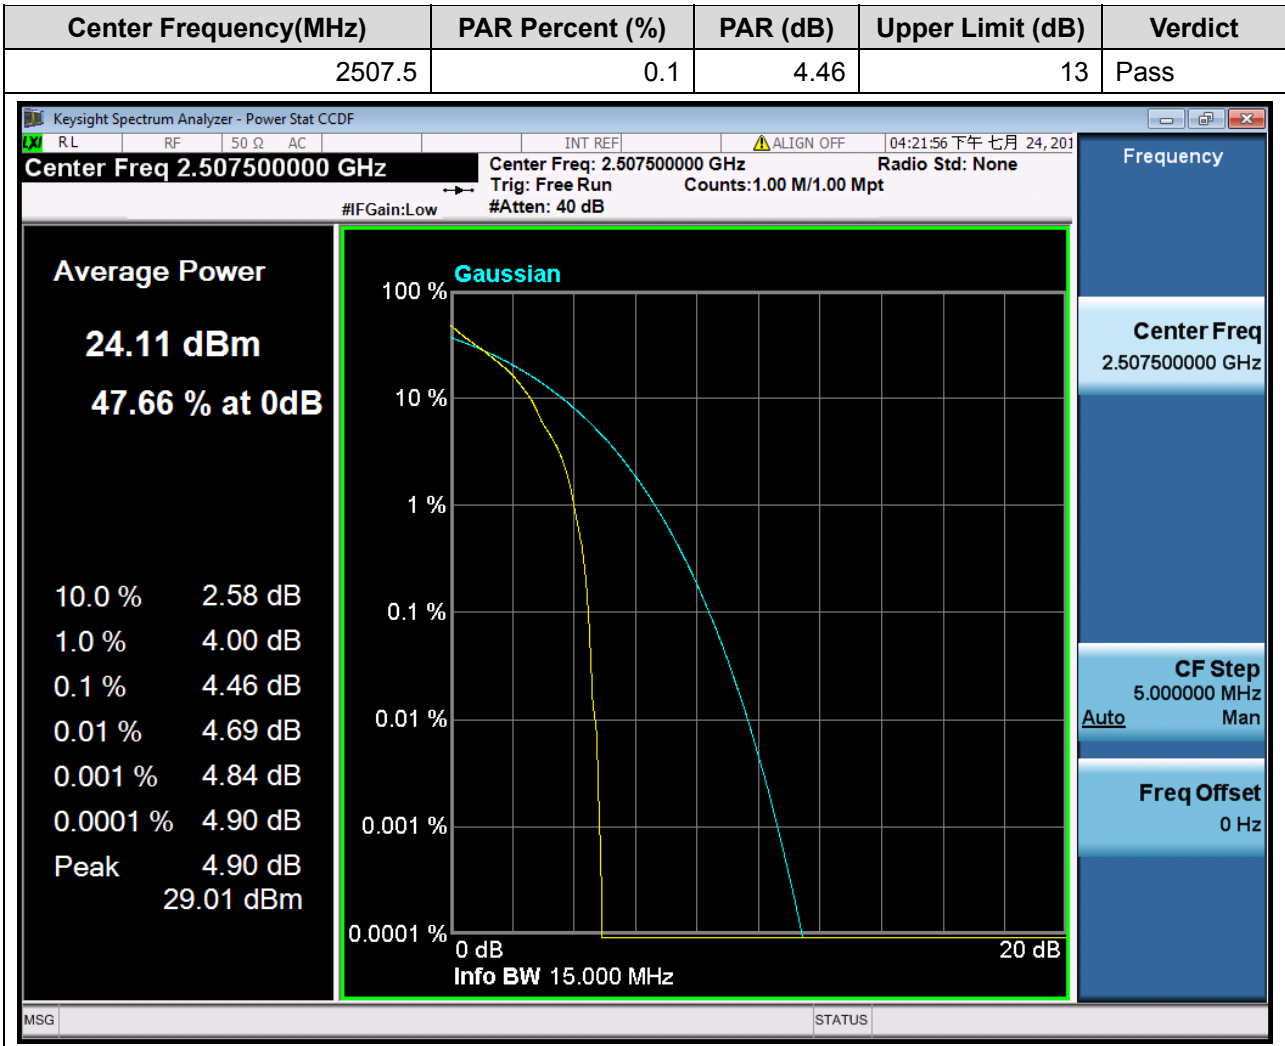 Center Frequency(MHz) PAR Percent (%) PAR (dB) Upper Limit (dB) Verdict
2507.5 0.1 4.46 13 Pass
Keysight Spectrum Analyzer - Power Stat CCDF
LXI RL RF 50 Ω AC INT REF ALIGN OFF 04:21:56 下午 七月 24, 201
Center Freq 2.507500000 GHz
#IFGain:Low
Center Freq: 2.507500000 GHz Radio Std: None
Trig: Free Run Counts:1.00 M/1.00 Mpt
#Atten: 40 dB
Average Power
24.11 dBm
47.66 % at 0dB
10.0 % 2.58 dB
1.0 % 4.00 dB
0.1 % 4.46 dB
0.01 % 4.69 dB
0.001 % 4.84 dB
0.0001 % 4.90 dB
Peak 4.90 dB
29.01 dBm
Gaussian
100 %
10 %
1 %
0.1 %
0.01 %
0.001 %
0.0001 %
0 dB 20 dB
Info BW 15.000 MHz
Frequency
Center Freq
2.507500000 GHz
CF Step
5.000000 MHz
Auto Man
Freq Offset
0 Hz
MSG STATUS